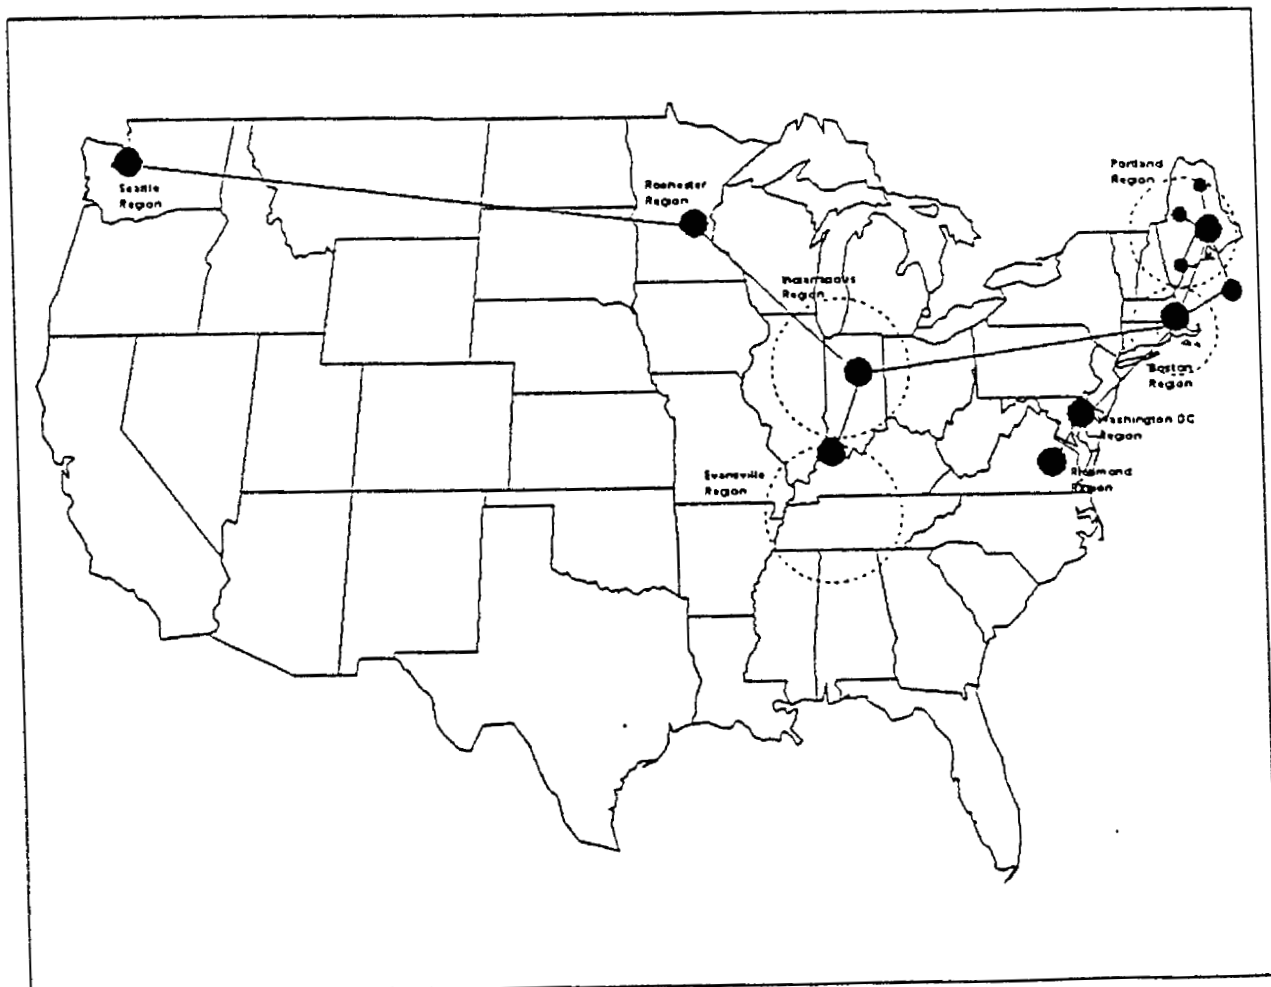 Portland
Region
Seattle
Region
Rochester
Region
Indianapolis
Region
Boston
Region
Washington DC
Region
Evansville
Region
Richmond
Region